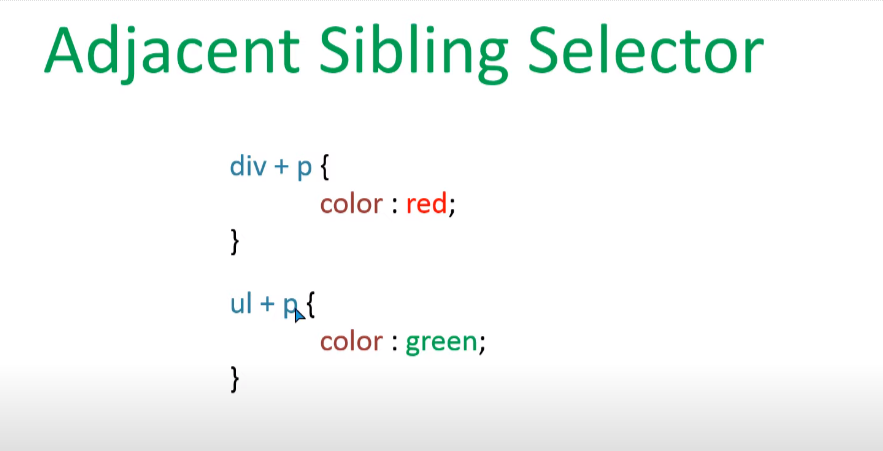 Adjacent Sibling Selector
div + p {
color : red;
}
ul + p {
color : green;
}